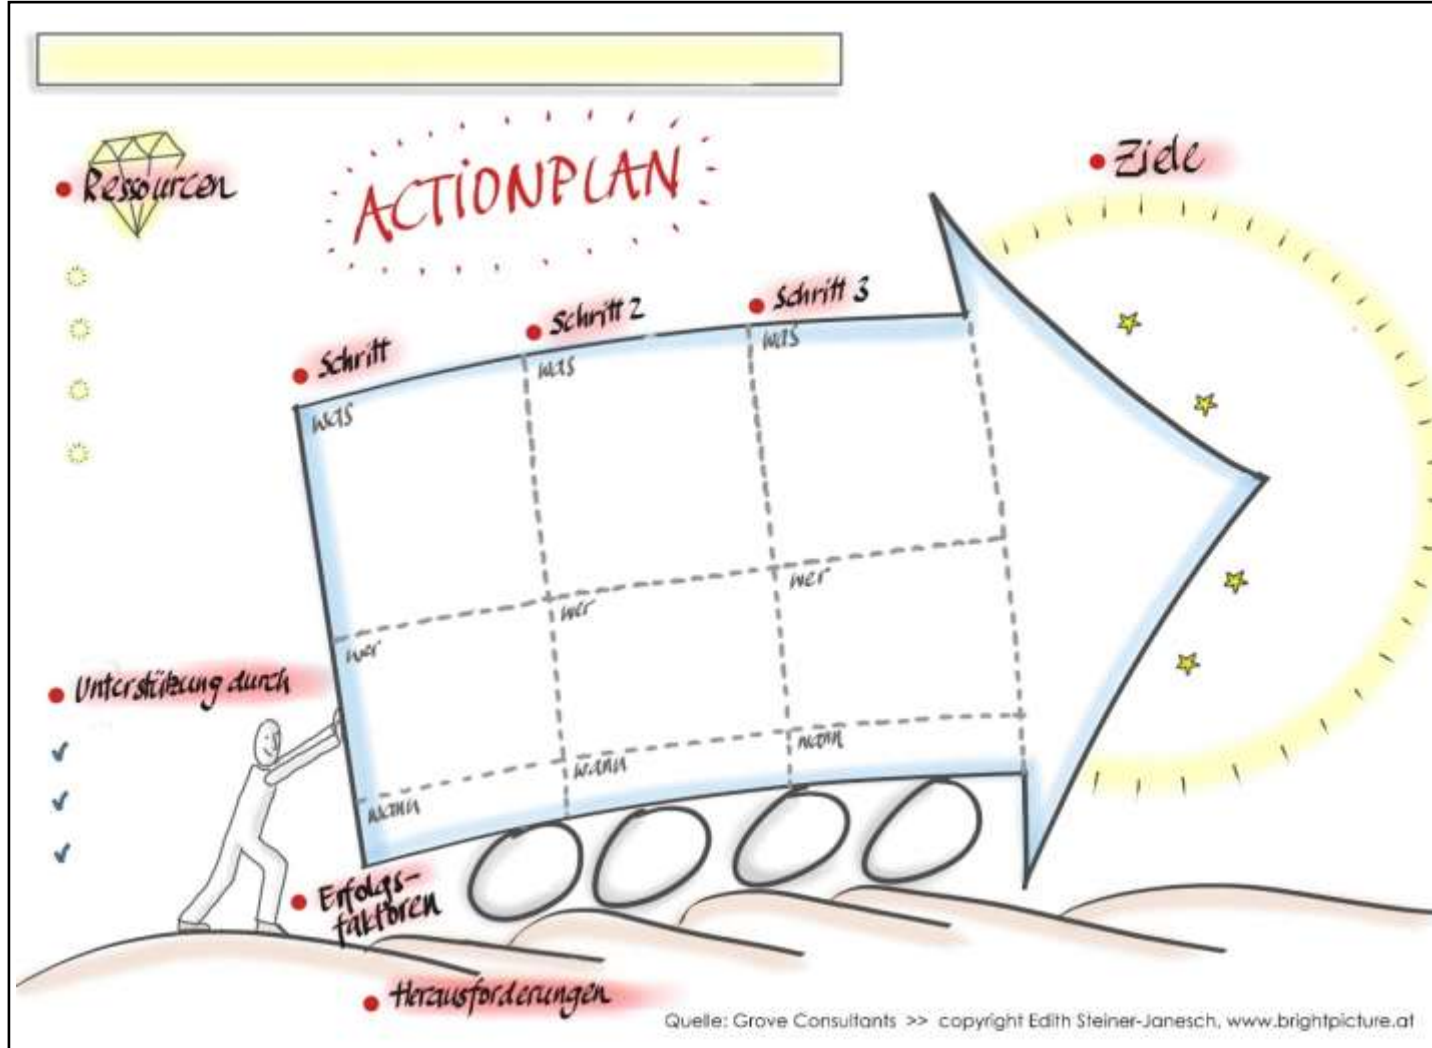 ACTIONPLAN
Ressourcen
Ziele
Schritt
Schritt 2
Schritt 3
was
was
was
wer
wer
wer
wann
wann
wann
Unterstützung durch
Erfolgs-
faktoren
Herausforderungen
Quelle: Grove Consultants >> copyright Edith Steiner-Janesch, www.brightpicture.at